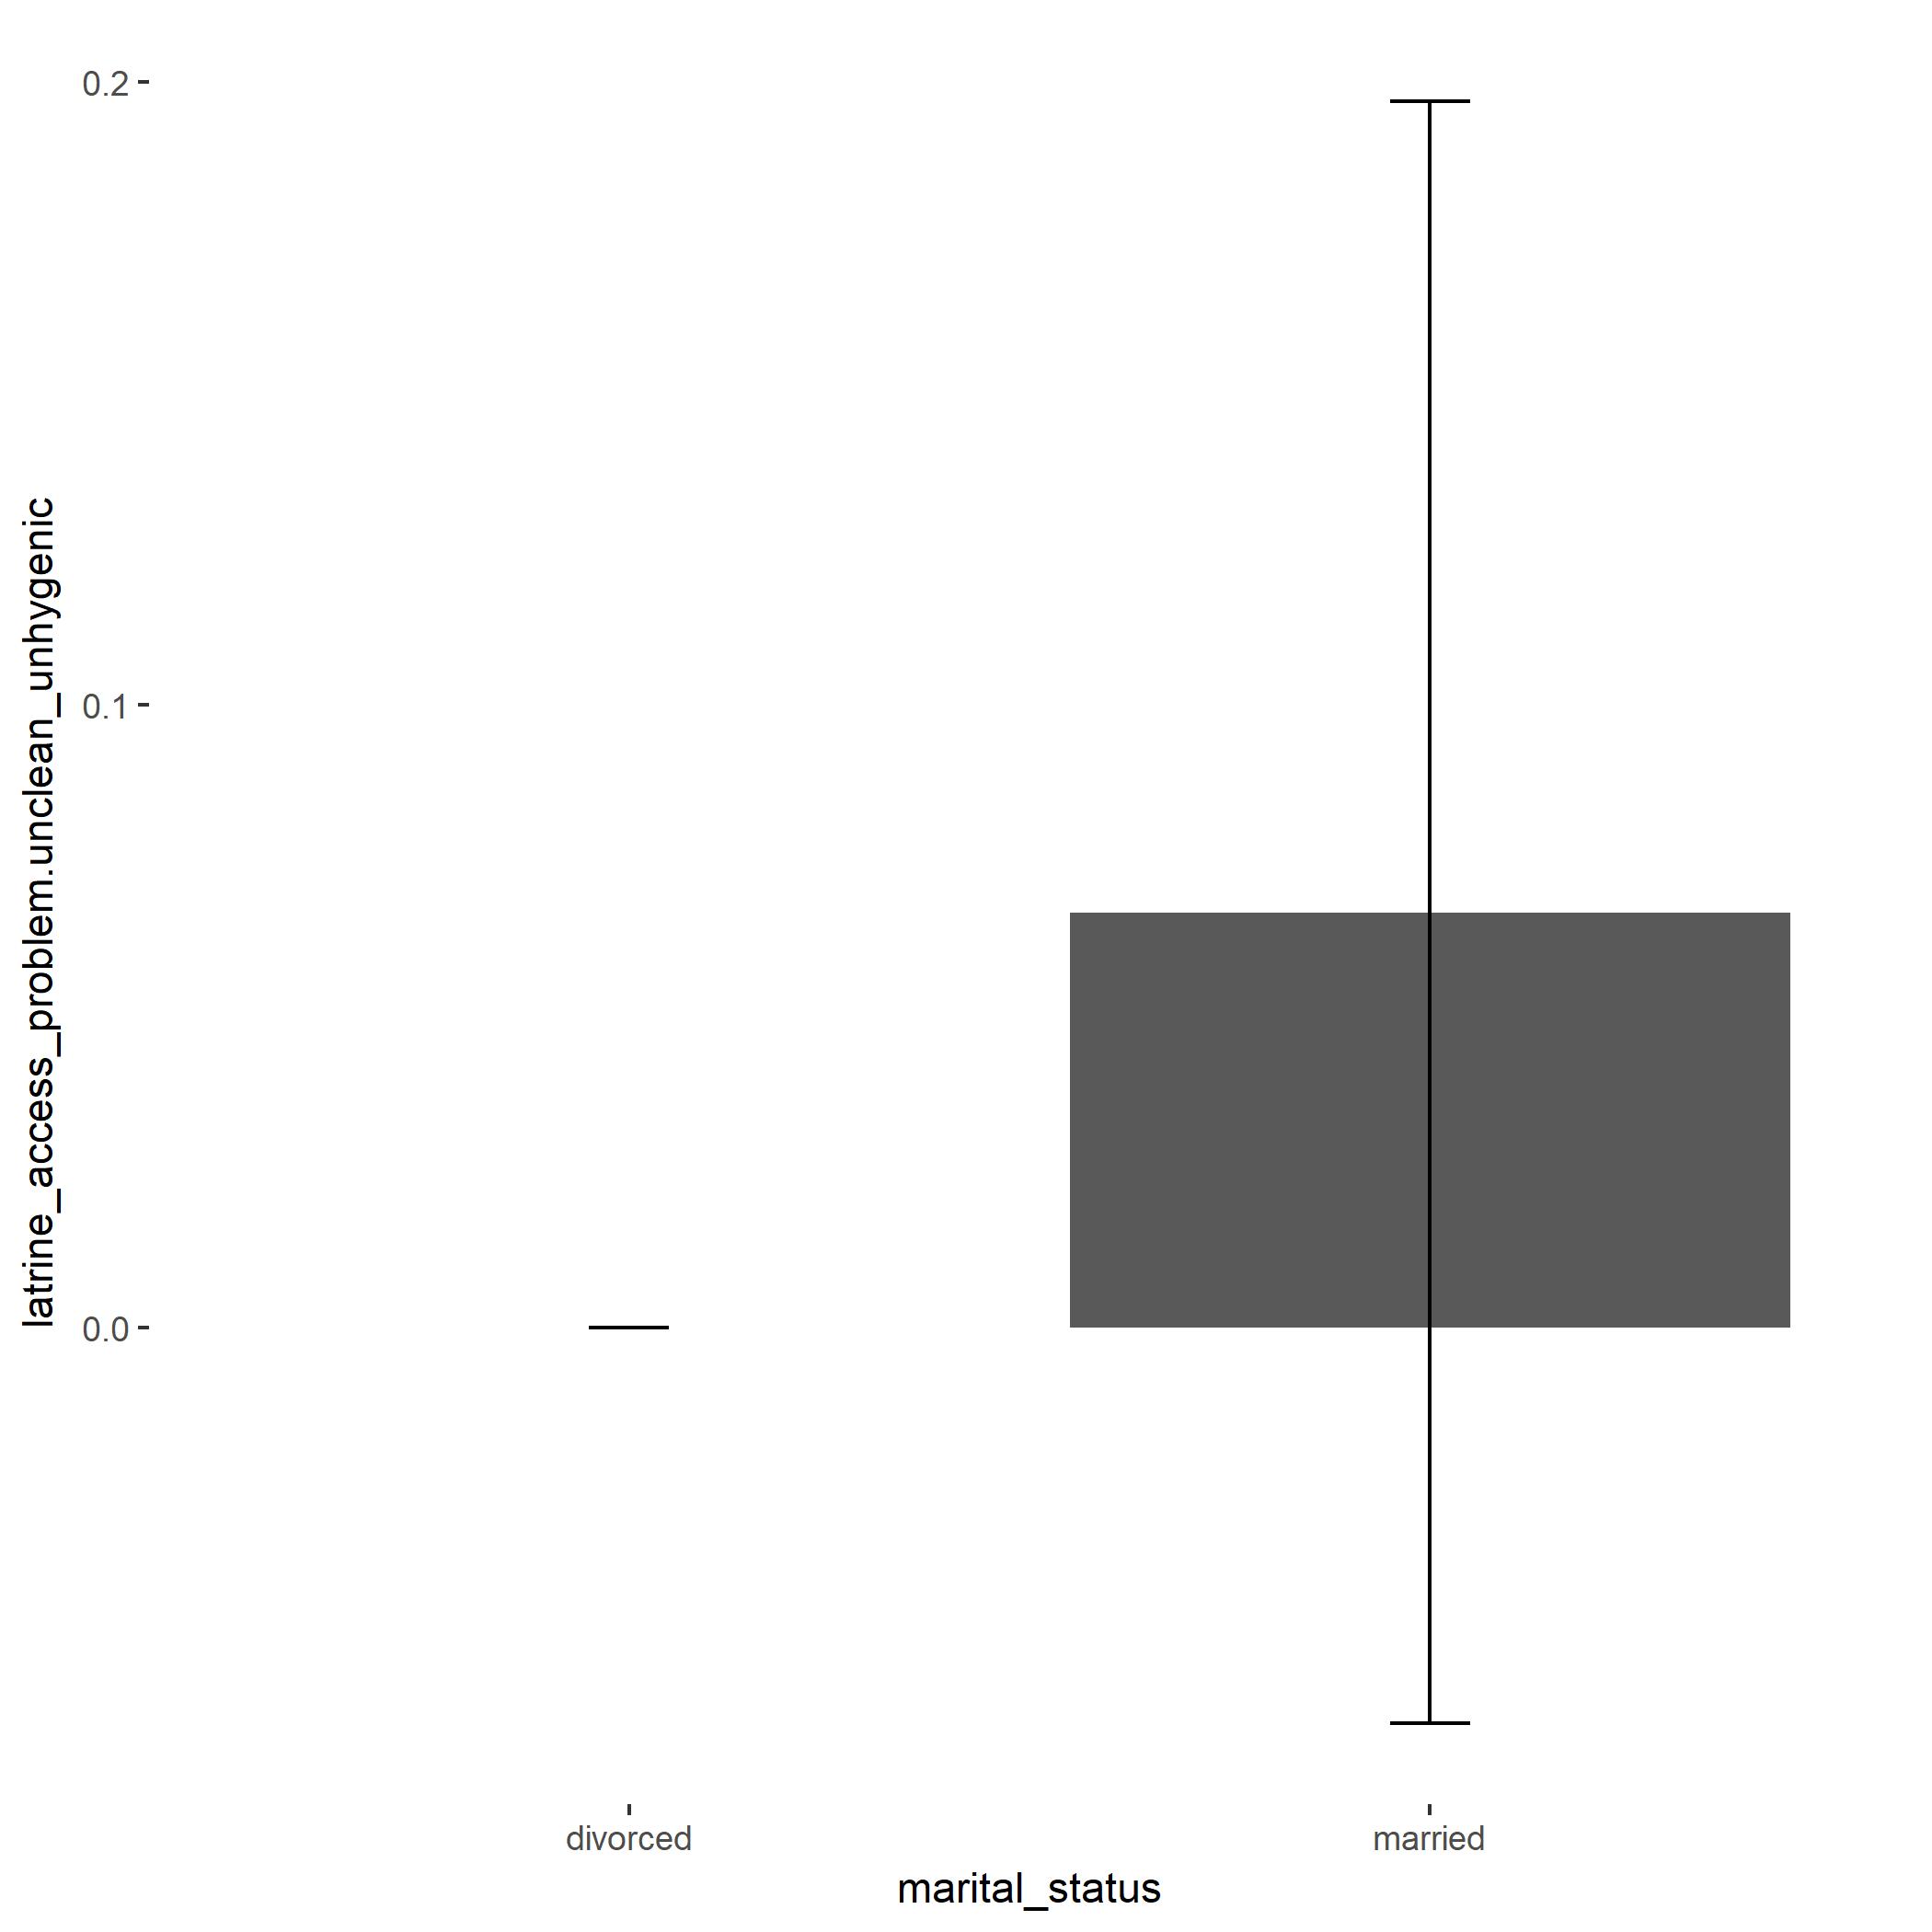 latrine_access_problem.unclean_unhygenic
0.2
0.1
0.0
divorced
married
marital_status